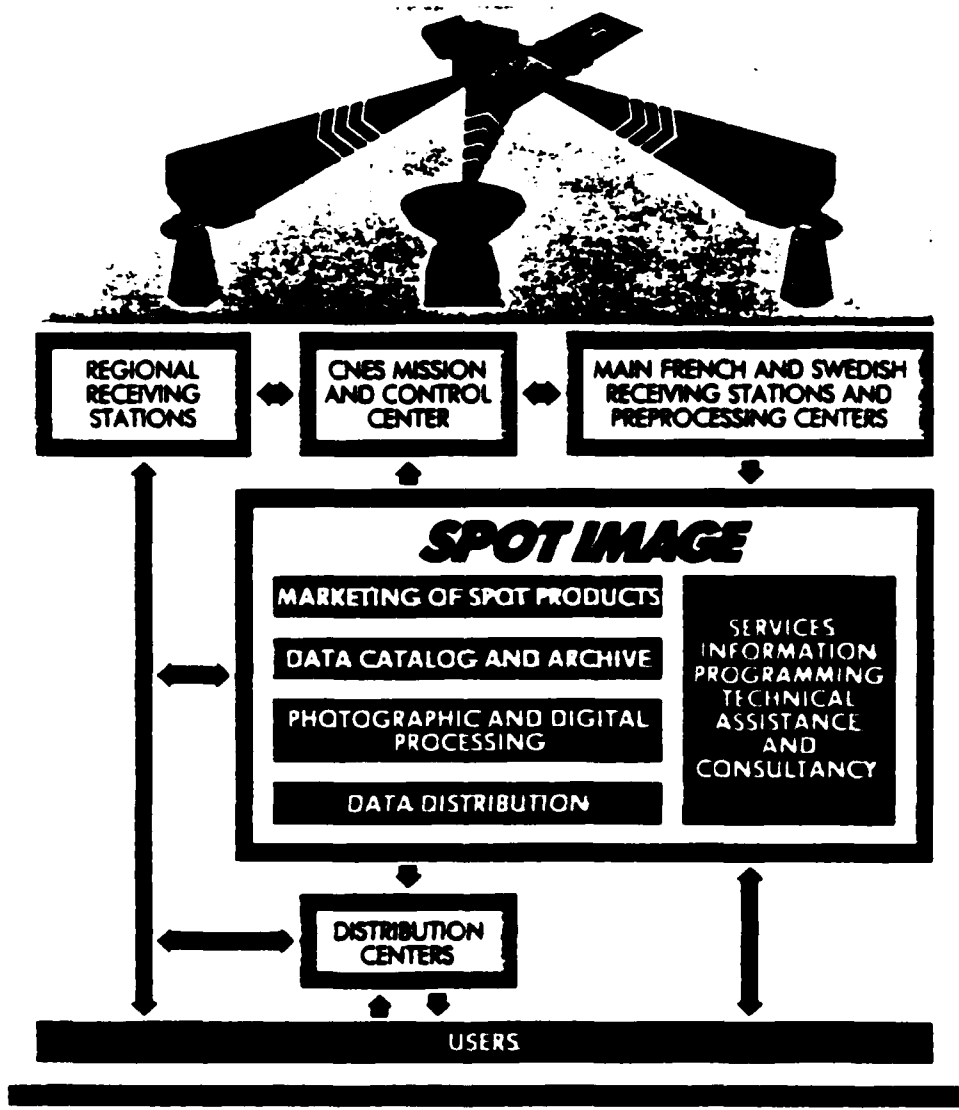 REGIONAL
RECEIVING
STATIONS
CNES MISSION
AND CONTROL
CENTER
MAIN FRENCH AND SWEDISH
RECEIVING STATIONS AND
PREPROCESSING CENTERS
SPOT IMAGE
MARKETING OF SPOT PRODUCTS
DATA CATALOG AND ARCHIVE
PHOTOGRAPHIC AND DIGITAL
PROCESSING
DATA DISTRIBUTION
SERVICES
INFORMATION
PROGRAMMING
TECHNICAL
ASSISTANCE
AND
CONSULTANCY
DISTRIBUTION
CENTERS
USERS